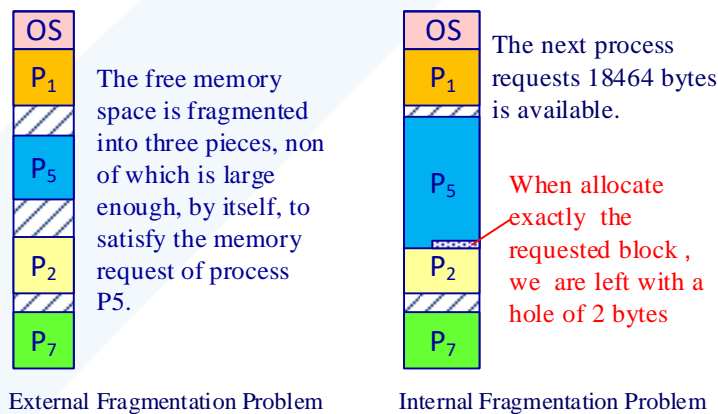 OS
P₁
P₅
P₂
P₇
The free memory
space is fragmented
into three pieces, non
of which is large
enough, by itself, to
satisfy the memory
request of process
P5.
External Fragmentation Problem
OS
P₁
P₅
P₂
P₇
The next process
requests 18464 bytes
is available.
When allocate
exactly the
requested block ,
we are left with a
hole of 2 bytes
Internal Fragmentation Problem